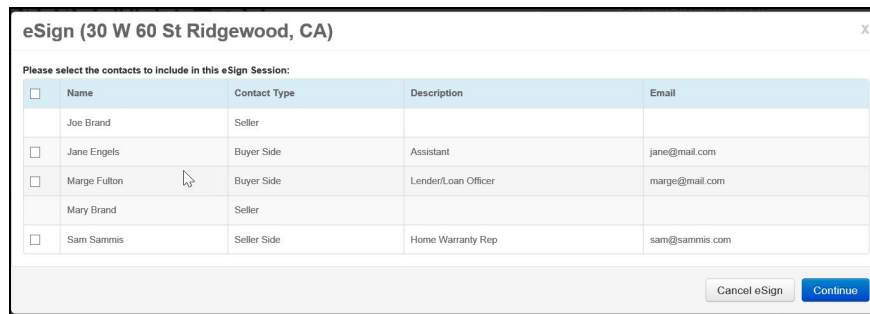 eSign (30 W 60 St Ridgewood, CA)
X
Please select the contacts to include in this eSign Session:
Name Contact Type Description Email
Joe Brand Seller
Jane Engels Buyer Side Assistant jane@mail.com
Marge Fulton Buyer Side Lender/Loan Officer marge@mail.com
Mary Brand Seller
Sam Sammis Seller Side Home Warranty Rep sam@sammis.com
Cancel eSign Continue